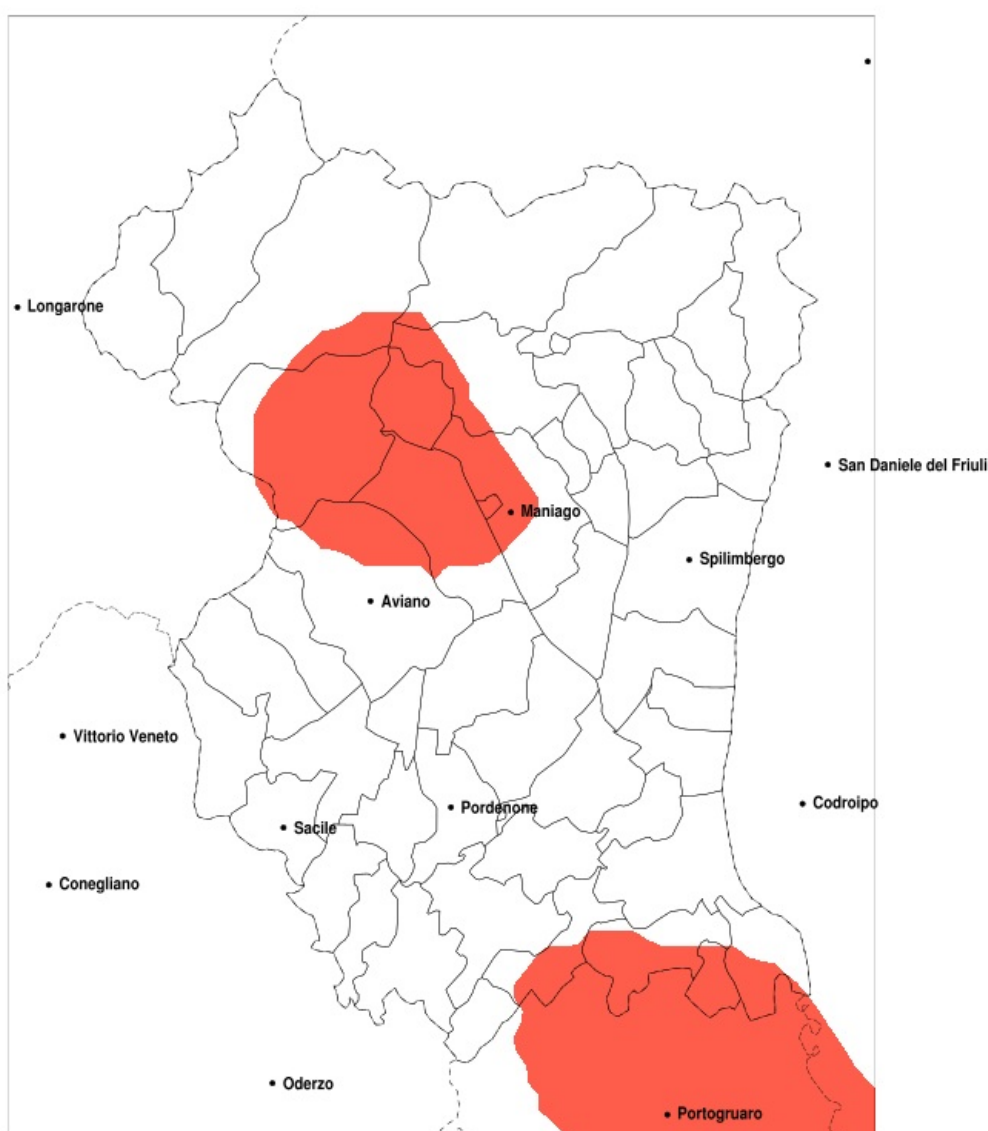 Longarone
San Daniele del Friuli
Maniago
Spilimbergo
Aviano
Vittorio Veneto
Codroipo
Pordenone
Sacile
Conegliano
Oderzo
Portogruaro